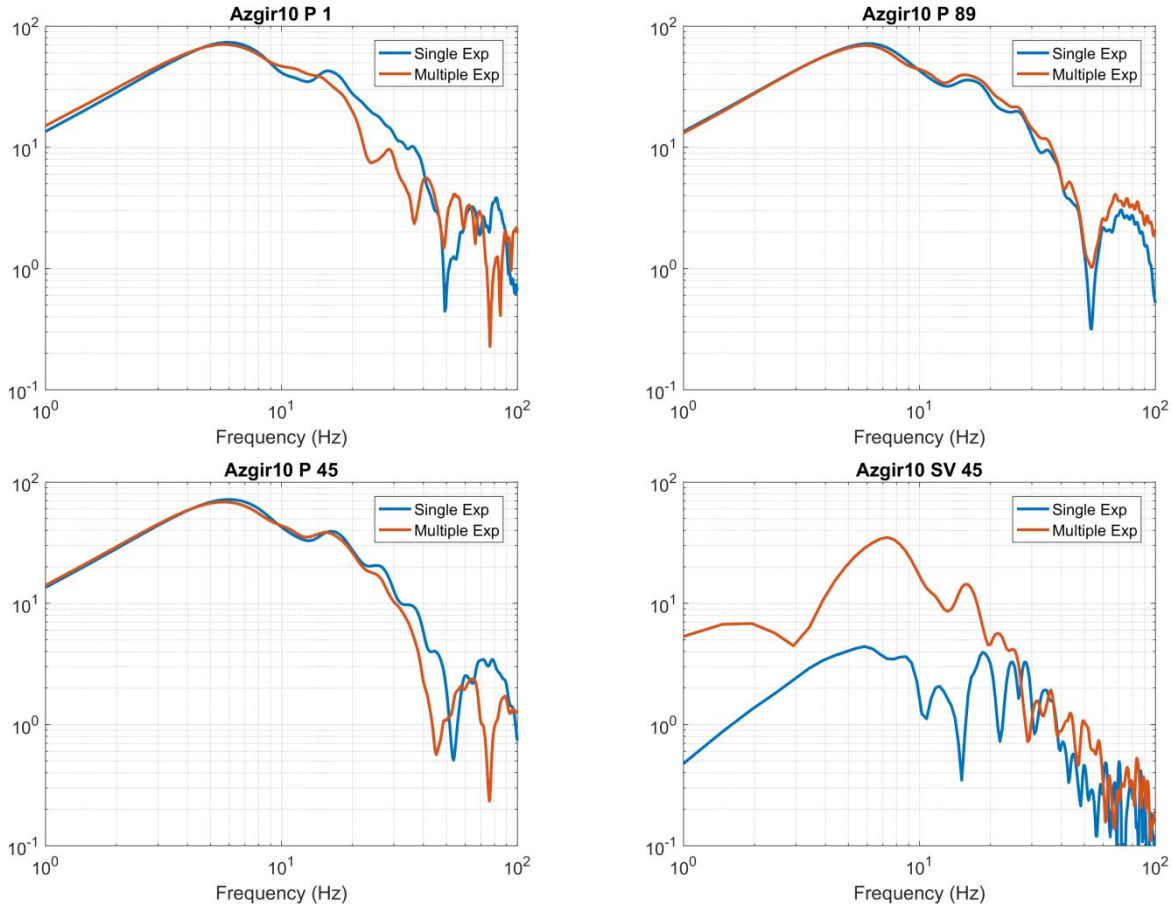 Azgir10 P 1
10^2
10^1
10^0
10^-1
Single Exp
Multiple Exp
10^0
10^1
10^2
Frequency (Hz)
Azgir10 P 89
10^2
10^1
10^0
10^-1
Single Exp
Multiple Exp
10^0
10^1
10^2
Frequency (Hz)
Azgir10 P 45
10^2
10^1
10^0
10^-1
Single Exp
Multiple Exp
10^0
10^1
10^2
Frequency (Hz)
Azgir10 SV 45
10^2
10^1
10^0
10^-1
Single Exp
Multiple Exp
10^0
10^1
10^2
Frequency (Hz)